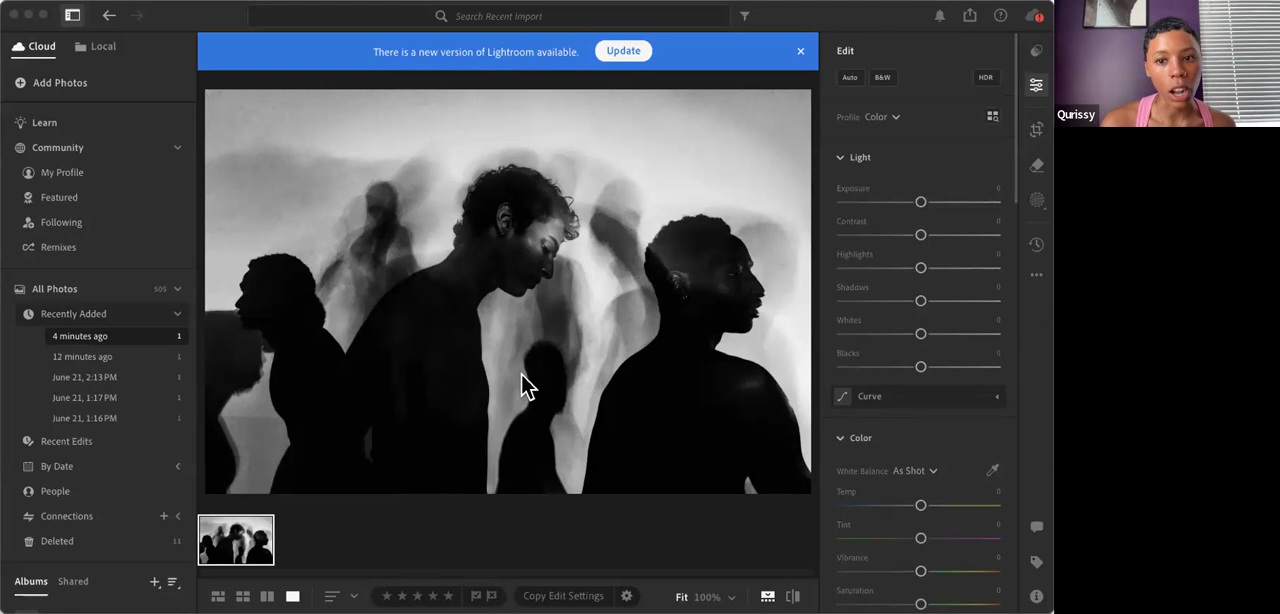 Search Recent Import
Cloud
Local
There is a new version of Lightroom available.
Update
Add Photos
Learn
Community
My Profile
Featured
Following
Remixes
All Photos 505
Recently Added
4 minutes ago 1
12 minutes ago 1
June 21, 2:13 PM 1
June 21, 1:17 PM 1
June 21, 1:16 PM 1
Recent Edits
By Date
People
Connections
Deleted 11
Albums
Shared
Copy Edit Settings
Fit 100%
Edit
Auto
B&W
HDR
Profile Color
Light
Exposure 0
Contrast 0
Highlights 0
Shadows 0
Whites 0
Blacks 0
Curve
Color
White Balance As Shot
Temp 0
Tint 0
Vibrance 0
Saturation 0
Qurissy